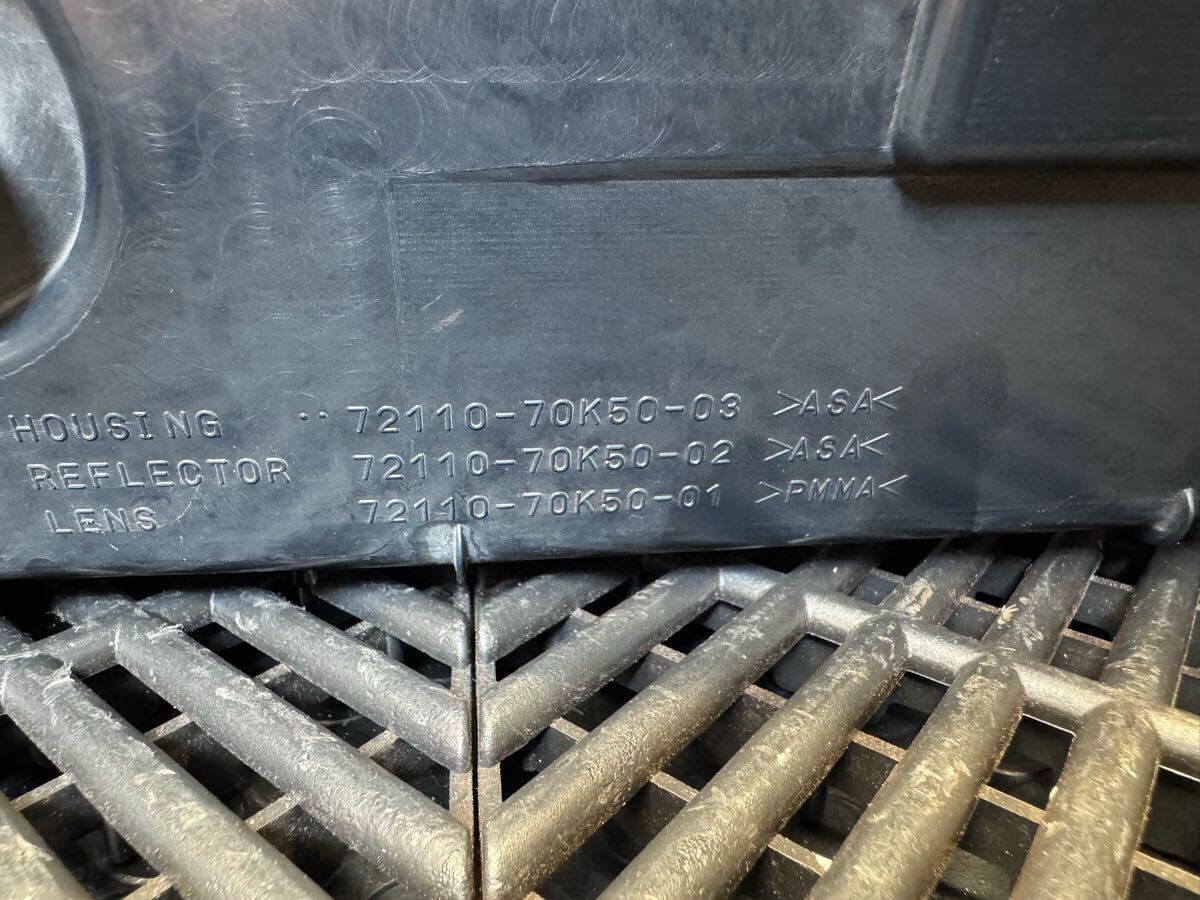 HOUSING ·· 72110-70K50-03 >ASA<
REFLECTOR 72110-70K50-02 >ASA<
LENS 72110-70K50-01 >PMMA<